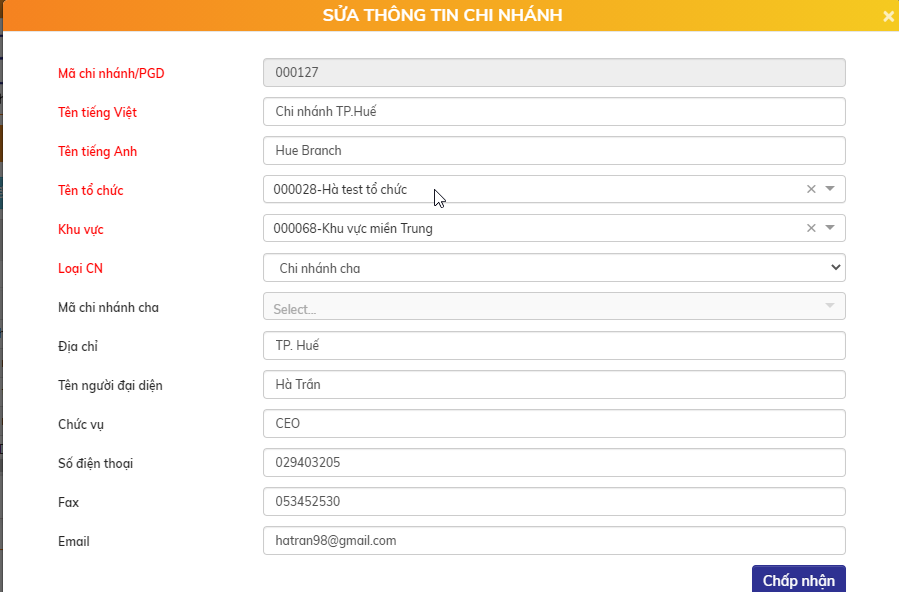 SỬA THÔNG TIN CHI NHÁNH ×
Mã chi nhánh/PGD 000127
Tên tiếng Việt Chi nhánh TP.Huế
Tên tiếng Anh Hue Branch
Tên tổ chức 000028-Hà test tổ chức ×
Khu vực 000068-Khu vực miền Trung ×
Loại CN Chi nhánh cha
Mã chi nhánh cha Select...
Địa chỉ TP. Huế
Tên người đại diện Hà Trần
Chức vụ CEO
Số điện thoại 029403205
Fax 053452530
Email hatran98@gmail.com
Chấp nhận